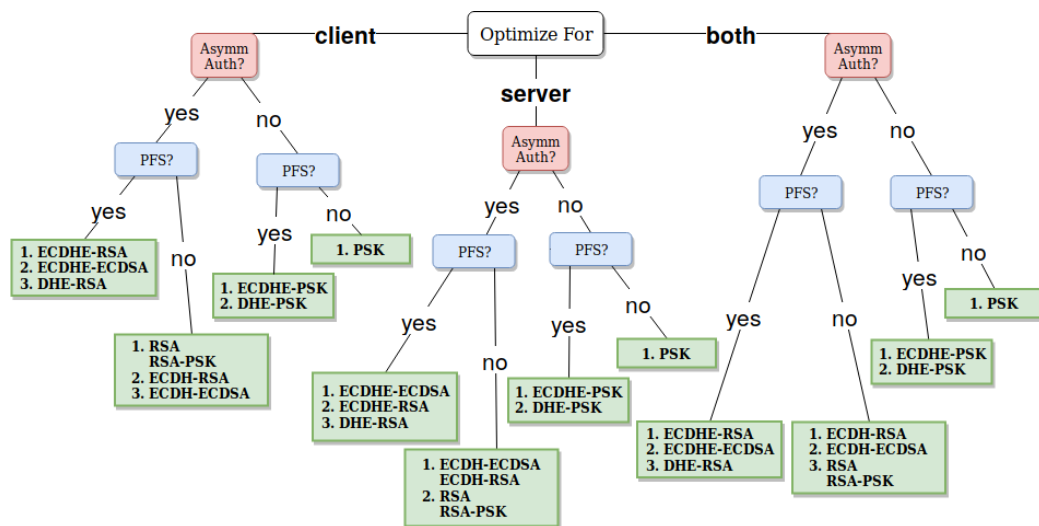 Optimize For
client
server
both
Asymm
Auth?
yes
no
PFS?
yes
no
1. ECDHE-RSA
2. ECDHE-ECDSA
3. DHE-RSA
1. RSA
RSA-PSK
2. ECDH-RSA
3. ECDH-ECDSA
PFS?
yes
no
1. ECDHE-PSK
2. DHE-PSK
1. PSK
Asymm
Auth?
yes
no
PFS?
yes
no
1. ECDHE-ECDSA
2. ECDHE-RSA
3. DHE-RSA
1. ECDH-ECDSA
ECDH-RSA
2. RSA
RSA-PSK
PFS?
yes
no
1. ECDHE-PSK
2. DHE-PSK
1. PSK
Asymm
Auth?
yes
no
PFS?
yes
no
1. ECDHE-RSA
2. ECDHE-ECDSA
3. DHE-RSA
1. ECDH-RSA
2. ECDH-ECDSA
3. RSA
RSA-PSK
PFS?
yes
no
1. ECDHE-PSK
2. DHE-PSK
1. PSK